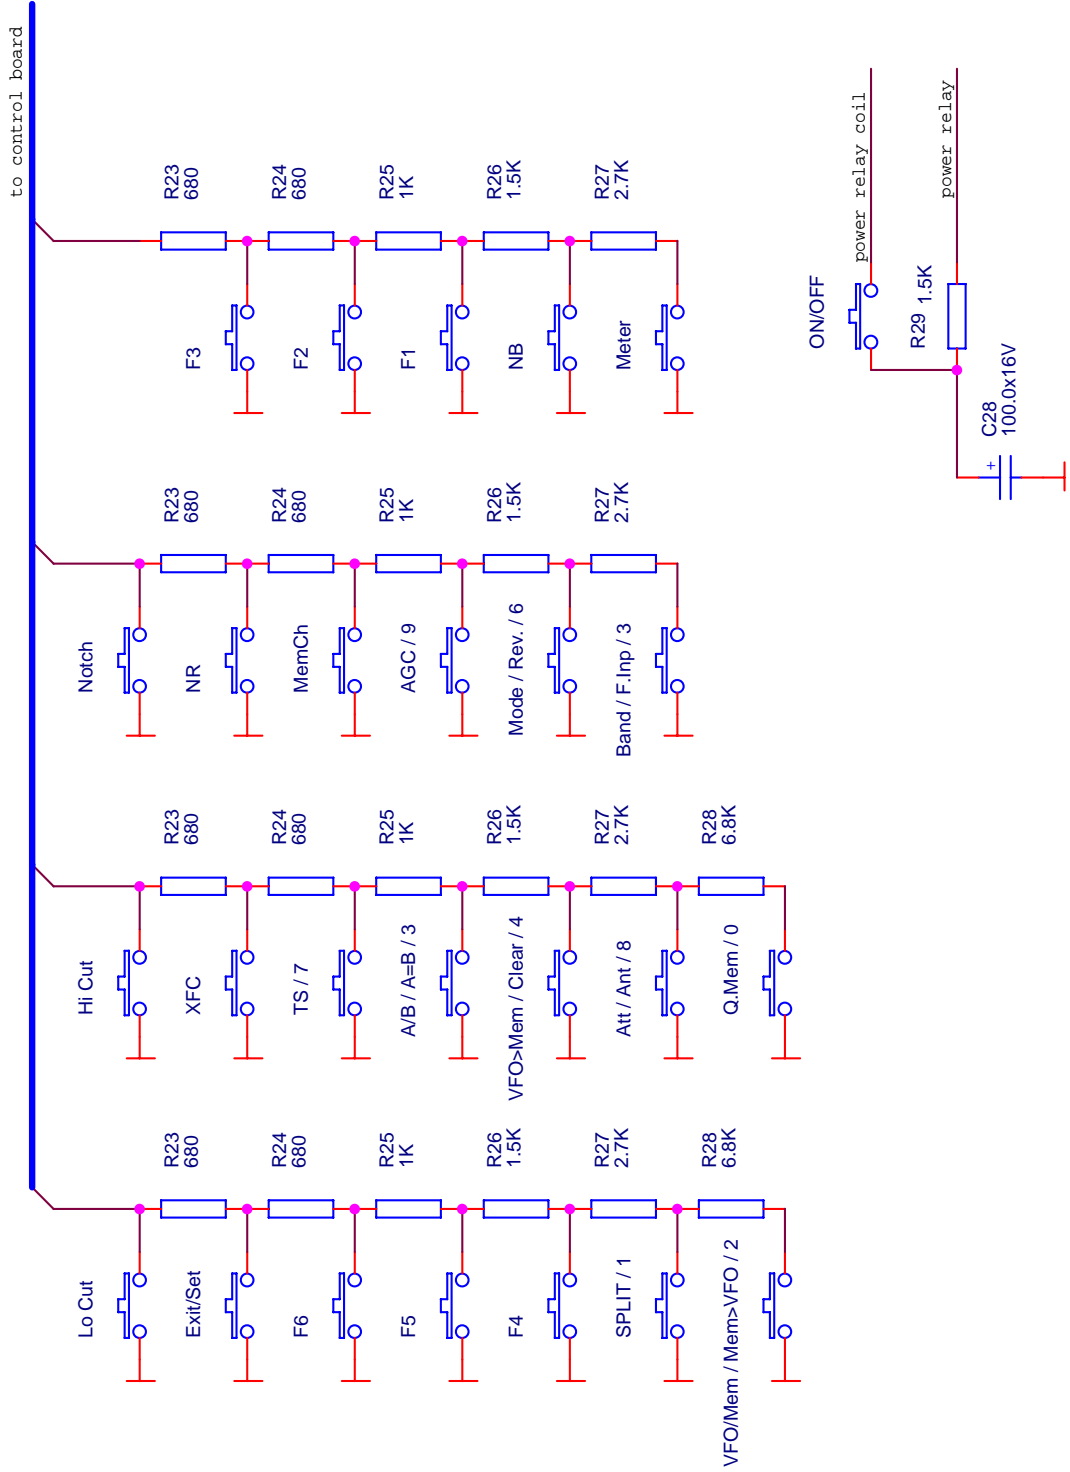 to control board
Lo Cut
R23
680
Exit/Set
R24
680
F6
R25
1K
F5
R26
1.5K
F4
R27
2.7K
SPLIT / 1
R28
6.8K
VFO/Mem / Mem>VFO / 2
Hi Cut
R23
680
XFC
R24
680
TS / 7
R25
1K
A/B / A=B / 3
R26
1.5K
VFO>Mem / Clear / 4
R27
2.7K
Att / Ant / 8
R28
6.8K
Q.Mem / 0
Notch
R23
680
NR
R24
680
MemCh
R25
1K
AGC / 9
R26
1.5K
Mode / Rev. / 6
R27
2.7K
Band / F.Inp / 3
R23
680
F3
R24
680
F2
R25
1K
F1
R26
1.5K
NB
R27
2.7K
Meter
ON/OFF
power relay coil
R29
1.5K
power relay
C28
100.0x16V
+